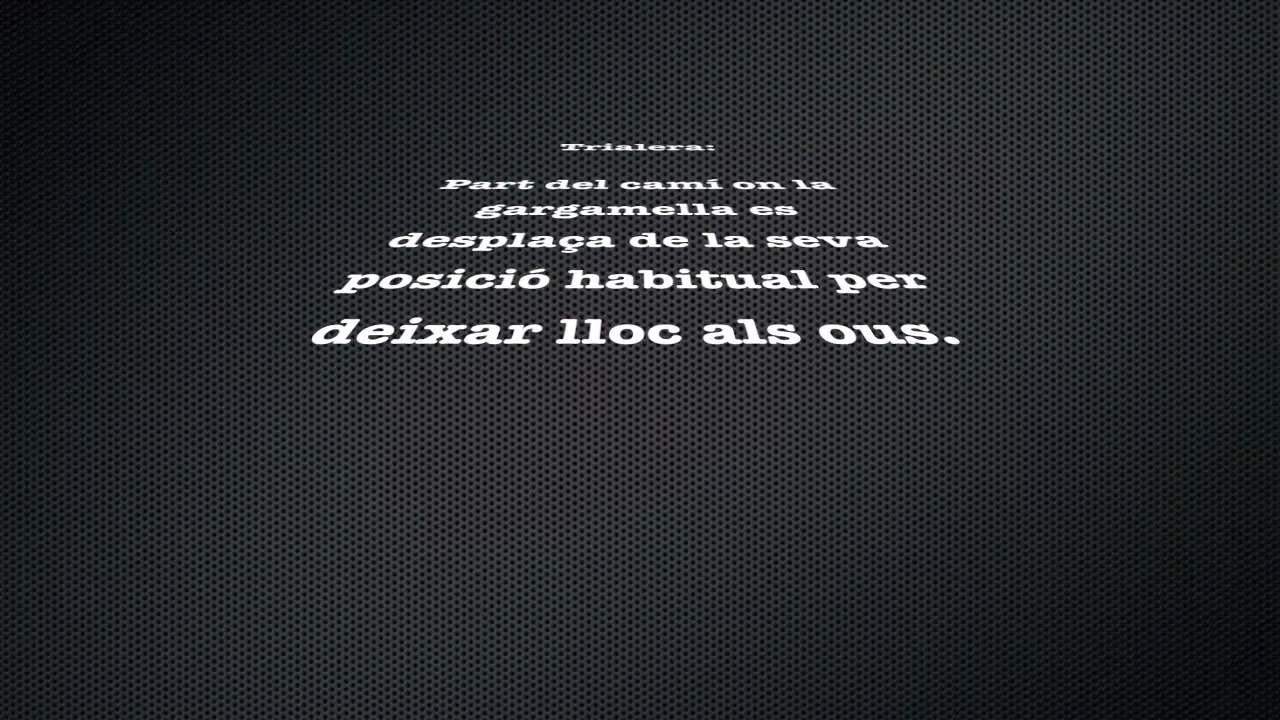 Trialera:
Part del camí on la
gargamella es
desplaça de la seva
posició habitual per
deixar lloc als ous.